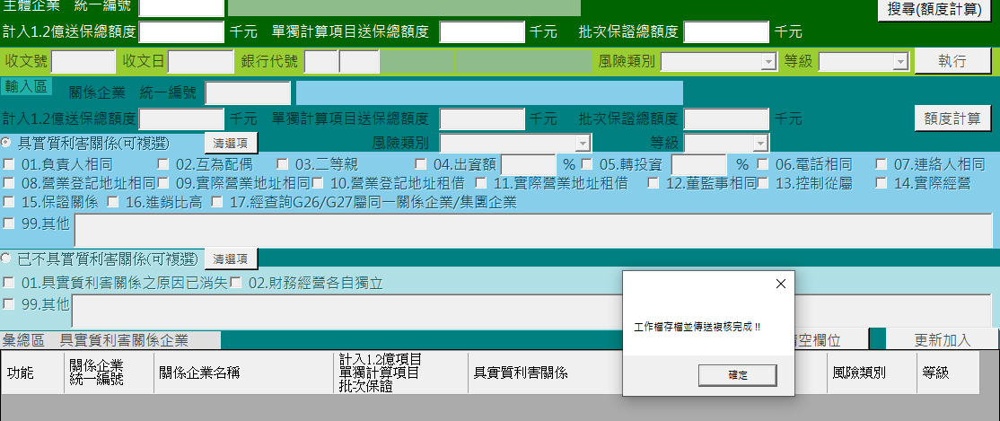 主體企業 統一編號
搜尋(額度計算)
計入1.2億送保總額度 千元 單獨計算項目送保總額度 千元 批次保證總額度 千元
收文號 收文日 銀行代號 風險類別 等級 執行
輸入區 關係企業 統一編號
計入1.2億送保總額度 千元 單獨計算項目送保總額度 千元 批次保證總額度 千元 額度計算
具實質利害關係(可複選) 清選項 風險類別 等級
01.負責人相同 02.互為配偶 03.二等親 04.出資額 % 05.轉投資 % 06.電話相同 07.連絡人相同
08.營業登記地址相同 09.實際營業地址相同 10.營業登記地址租借 11.實際營業地址租借 12.董監事相同 13.控制從屬 14.實際經營
15.保證關係 16.進銷比高 17.經查詢G26/G27屬同一關係企業/集團企業
99.其他
已不具實質利害關係(可複選) 清選項
01.具實質利害關係之原因已消失 02.財務經營各自獨立
99.其他
工作檔存檔並傳送複核完成 !!
確定
彙總區 具實質利害關係企業 空欄位 更新加入
功能 關係企業 統一編號 關係企業名稱 計入1.2億項目 單獨計算項目 批次保證 具實質利害關係 風險類別 等級